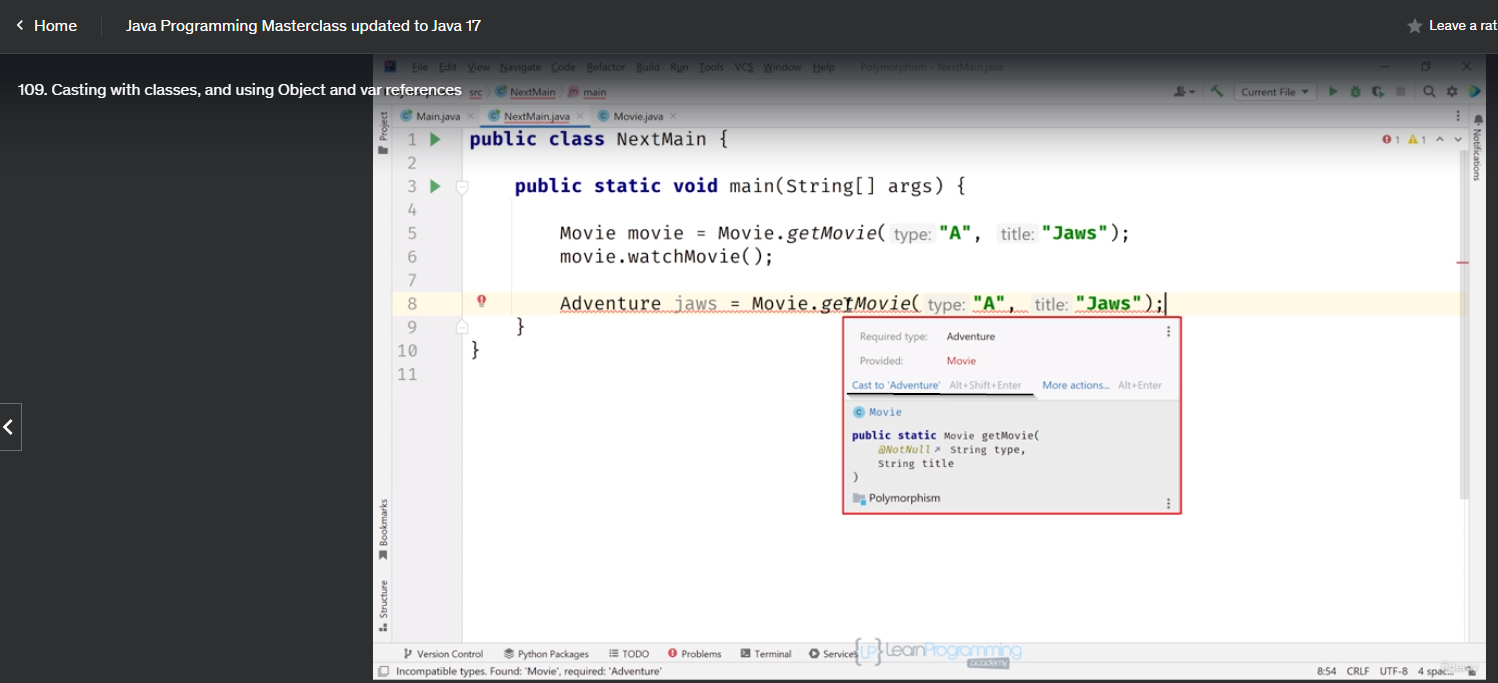 Home
Java Programming Masterclass updated to Java 17
Leave a rat
109. Casting with classes, and using Object and var references
File Edit View Navigate Code Refactor Build Run Tools VCS Window Help Polymorphism - NextMain.java
src NextMain main
Current File
Main.java NextMain.java Movie.java
Project
Notifications
1 public class NextMain {
1 1
2
3 public static void main(String[] args) {
4
5 Movie movie = Movie.getMovie( type: "A", title: "Jaws");
6 movie.watchMovie();
7
8 Adventure jaws = Movie.getMovie( type: "A", title: "Jaws");
9 }
10 }
11
Required type: Adventure
Provided: Movie
Cast to 'Adventure' Alt+Shift+Enter More actions... Alt+Enter
Movie
public static Movie getMovie(
@NotNull String type,
String title
)
Polymorphism
Bookmarks
Structure
Version Control Python Packages TODO Problems Terminal Services
{LP} LearnProgramming
academy
Incompatible types. Found: 'Movie', required: 'Adventure'
8:54 CRLF UTF-8 4 spac...